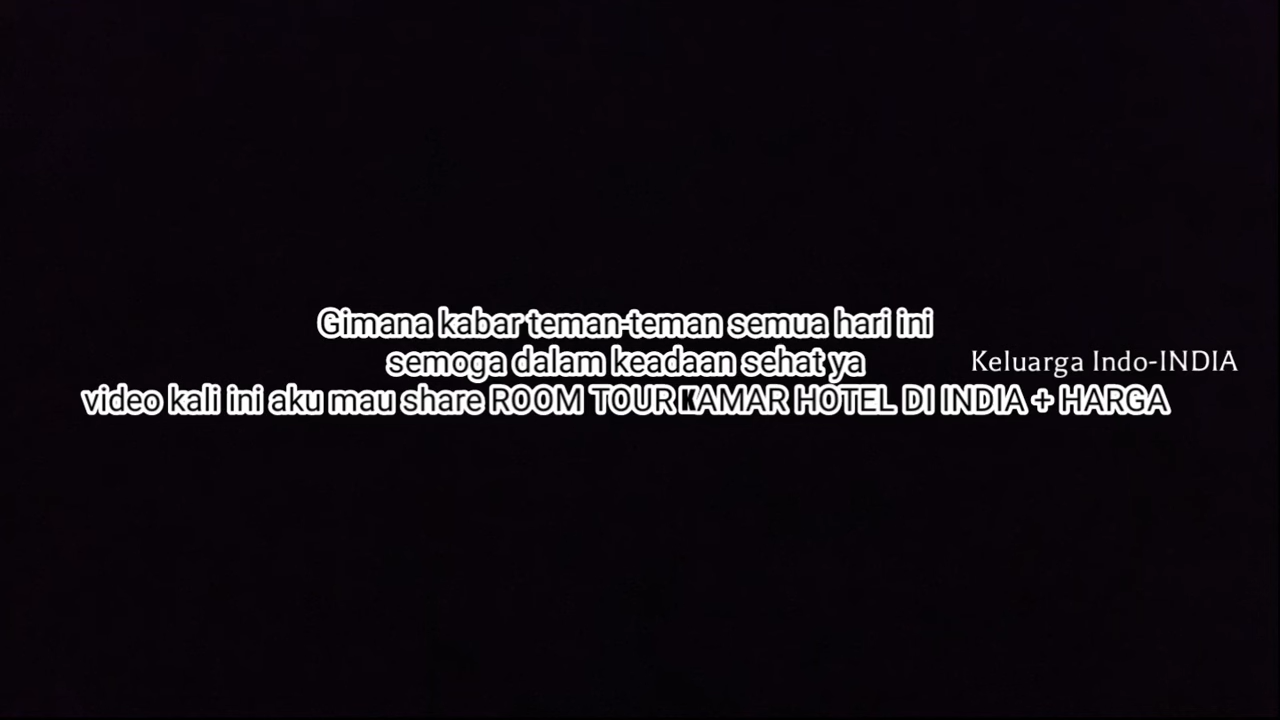 Gimana kabar teman-teman semua hari ini
semoga dalam keadaan sehat ya
Keluarga Indo-INDIA
video kali ini aku mau share ROOM TOUR KAMAR HOTEL DI INDIA + HARGA